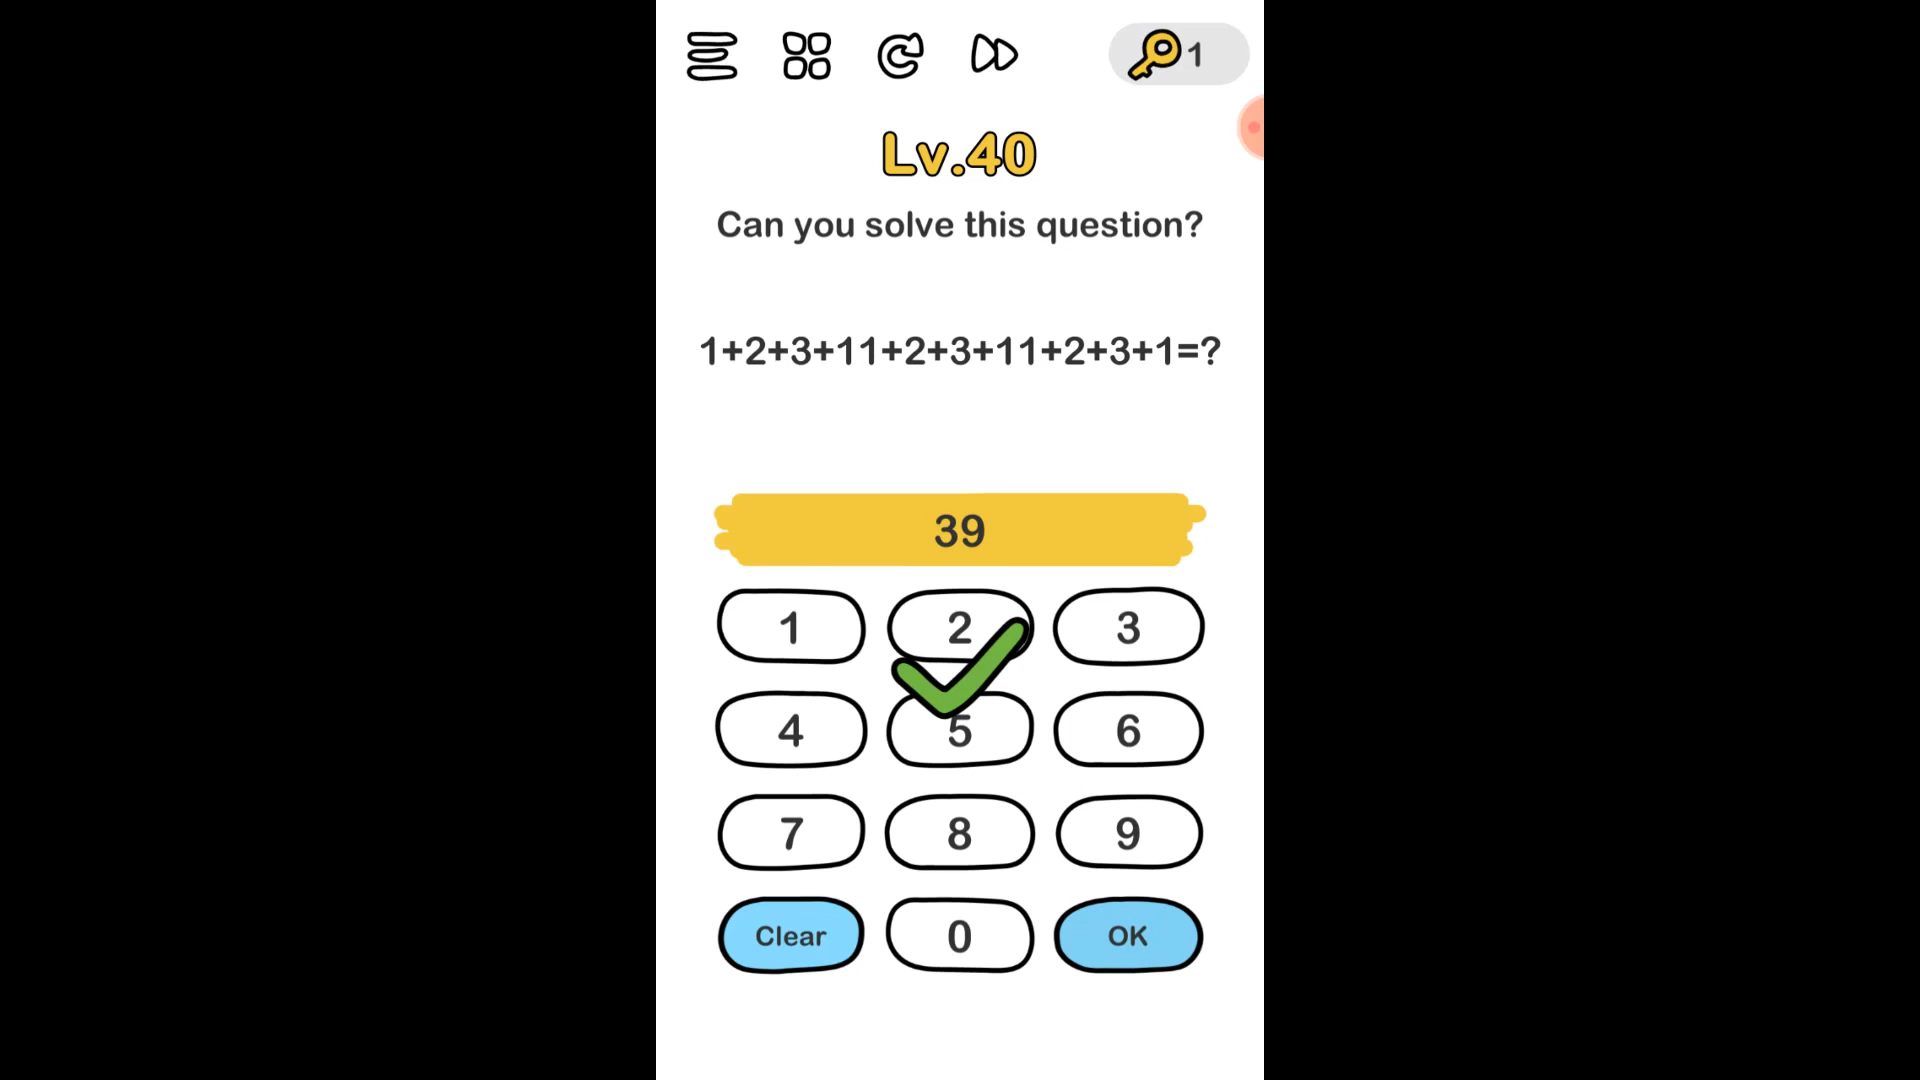 1
Lv.40
Can you solve this question?
1+2+3+11+2+3+11+2+3+1=?
39
1 2 3
4 5 6
7 8 9
Clear 0 OK